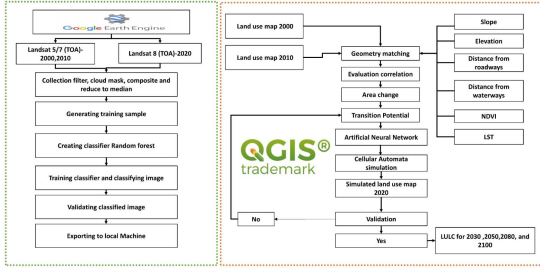 Google Earth Engine
Landsat 5/7 (TOA)-
2000,2010
Landsat 8 (TOA)-2020
Collection filter, cloud mask, composite and
reduce to median
Generating training sample
Creating classifier Random forest
Training classifier and classifying image
Validating classified image
Exporting to local Machine
Land use map 2000
Land use map 2010
Geometry matching
Evaluation correlation
Area change
Transition Potential
Artificial Neural Network
Cellular Automata
simulation
Simulated land use map
2020
Validation
No
Yes
LULC for 2030 ,2050,2080, and
2100
Slope
Elevation
Distance from
roadways
Distance from
waterways
NDVI
LST
QGIS®
trademark